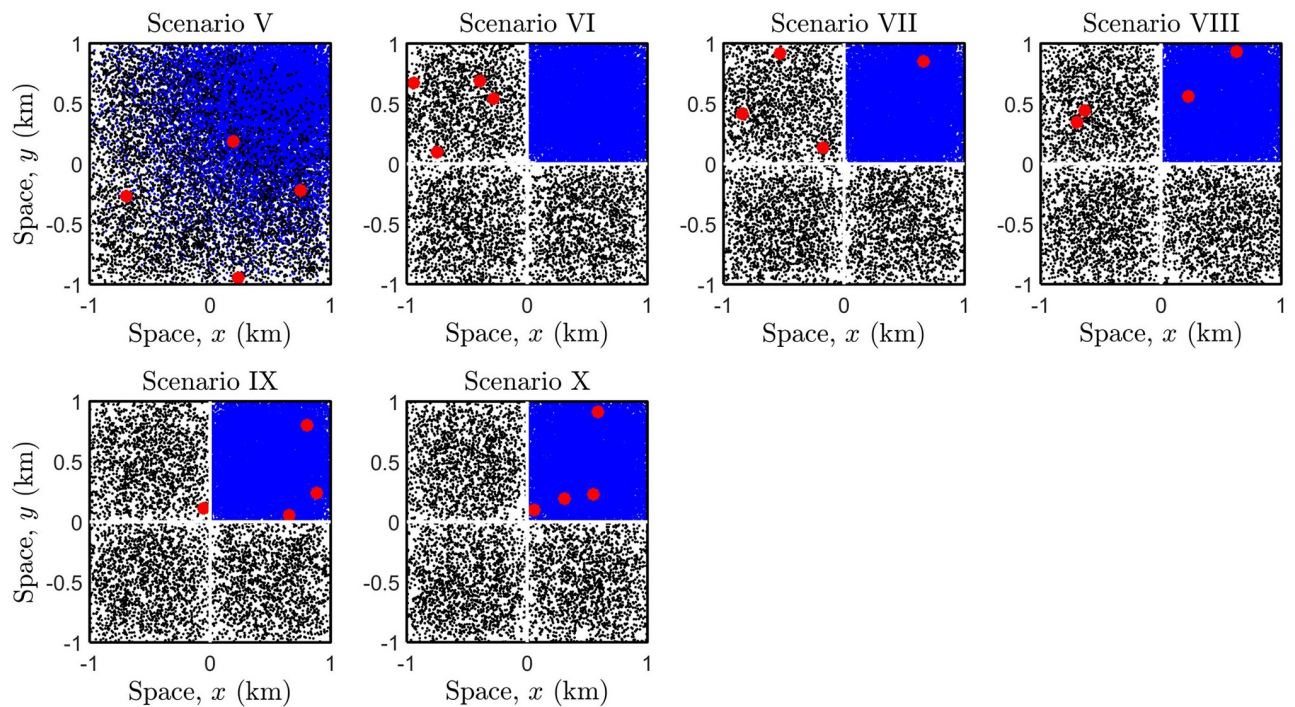 Scenario V
Scenario VI
Scenario VII
Scenario VIII
Space, y (km)
1
0.5
0
-0.5
-1
-1 0 1
Space, x (km)
1
0.5
0
-0.5
-1
-1 0 1
Space, x (km)
1
0.5
0
-0.5
-1
-1 0 1
Space, x (km)
1
0.5
0
-0.5
-1
-1 0 1
Space, x (km)
Scenario IX
Scenario X
Space, y (km)
1
0.5
0
-0.5
-1
-1 0 1
Space, x (km)
1
0.5
0
-0.5
-1
-1 0 1
Space, x (km)